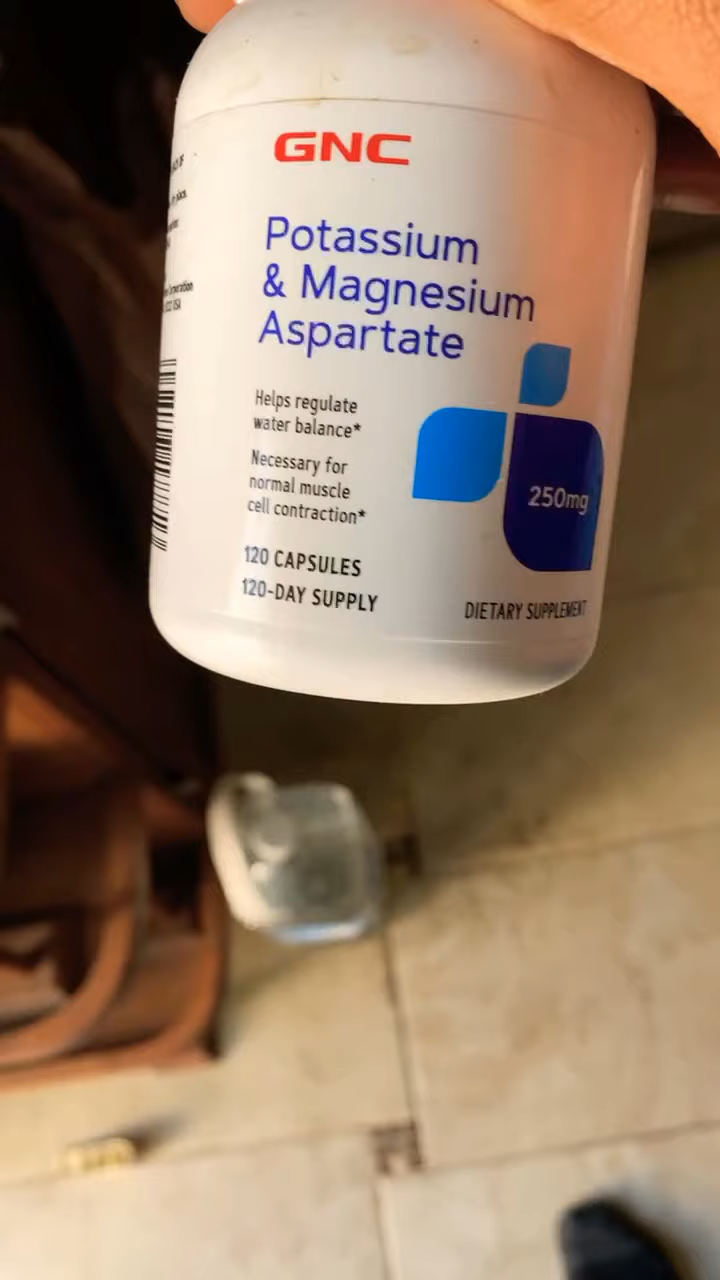 GNC
Potassium
& Magnesium
Aspartate
Helps regulate
water balance*
Necessary for
normal muscle
cell contraction*
250mg
120 CAPSULES
120-DAY SUPPLY
DIETARY SUPPLEMENT